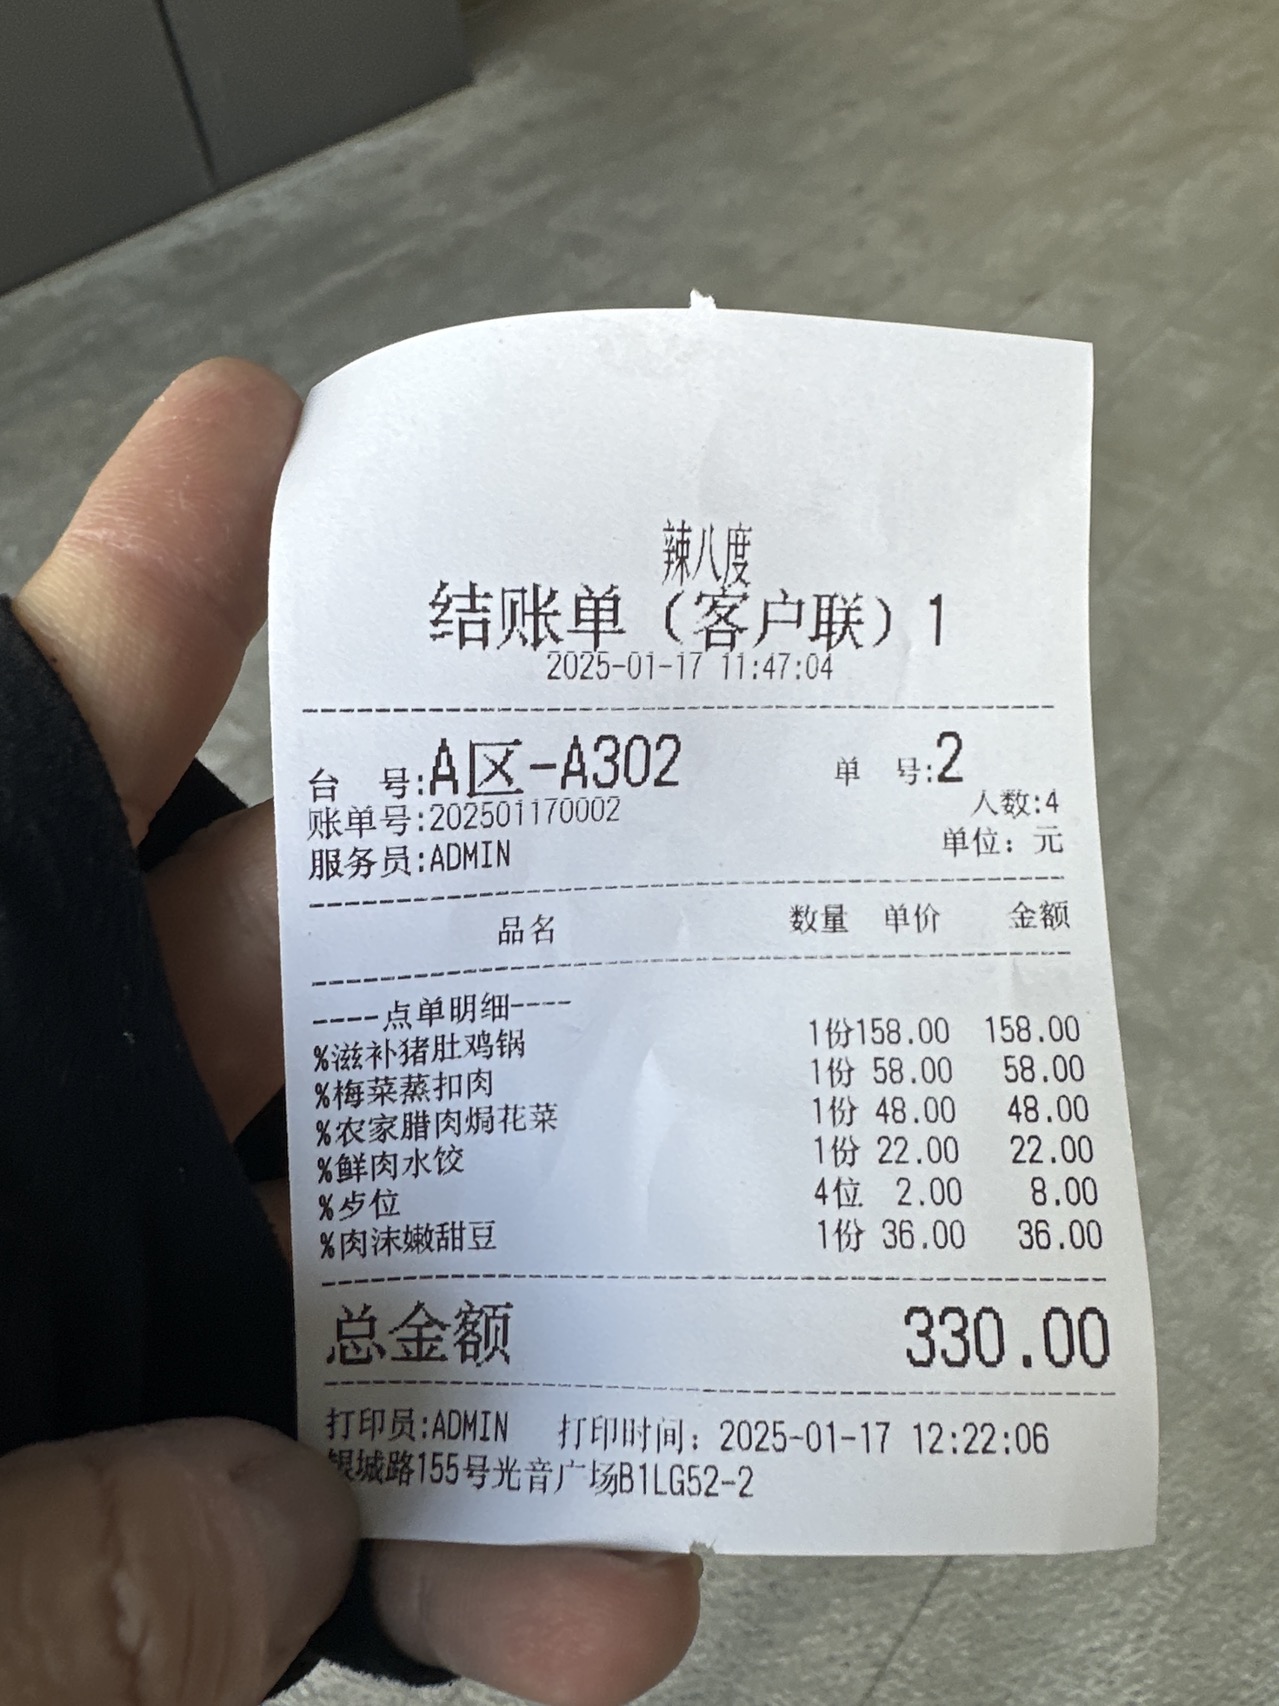 辣八度
结账单（客户联）1
2025-01-17 11:47:04
台 号:A区-A302 单 号:2
账单号:202501170002 人数:4
服务员:ADMIN 单位：元
品名 数量 单价 金额
----点单明细----
%滋补猪肚鸡锅 1份158.00 158.00
%梅菜蒸扣肉 1份 58.00 58.00
%农家腊肉焗花菜 1份 48.00 48.00
%鲜肉水饺 1份 22.00 22.00
%歺位 4位 2.00 8.00
%肉沫嫩甜豆 1份 36.00 36.00
总金额 330.00
打印员:ADMIN 打印时间：2025-01-17 12:22:06
银城路155号光音广场B1LG52-2